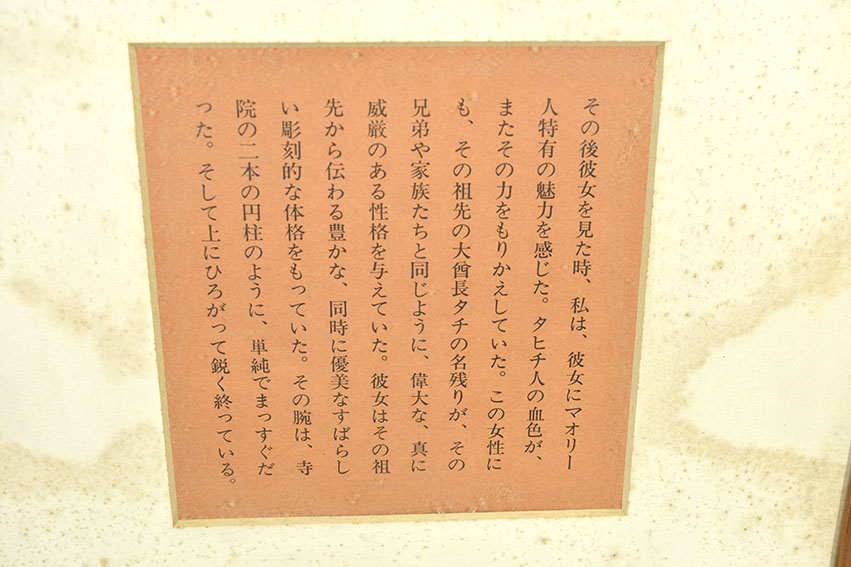 その後彼女を見た時、私は、彼女にマオリー
人特有の魅力を感じた。タヒチ人の血色が、
またその力をもりかえしていた。この女性に
も、その祖先の大酋長タチの名残りが、その
兄弟や家族たちと同じように、偉大な、真に
威厳のある性格を与えていた。彼女はその祖
先から伝わる豊かな、同時に優美なすばらし
い彫刻的な体格をもっていた。その腕は、寺
院の二本の円柱のように、単純でまっすぐだ
った。そして上にひろがって鋭く終っている。